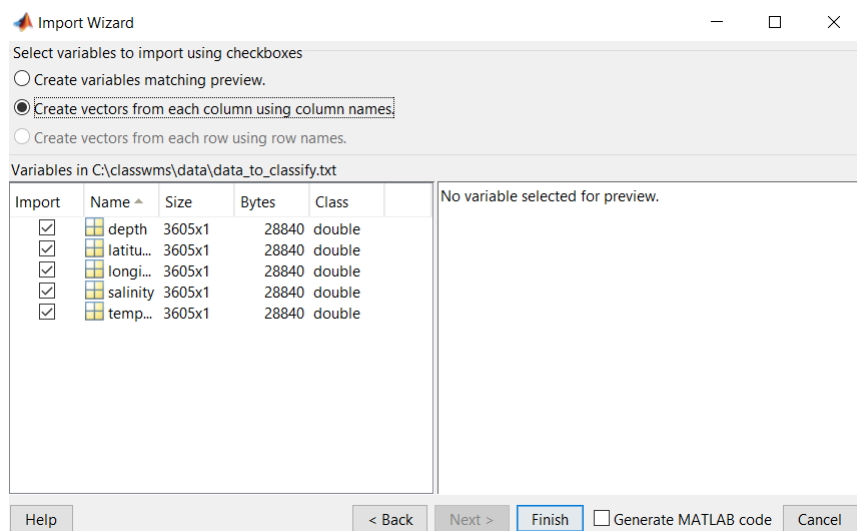 Import Wizard
Select variables to import using checkboxes
Create variables matching preview.
Create vectors from each column using column names.
Create vectors from each row using row names.
Variables in C:\classwms\data\data_to_classify.txt
Import Name Size Bytes Class
depth 3605x1 28840 double
latitu... 3605x1 28840 double
longi... 3605x1 28840 double
salinity 3605x1 28840 double
temp... 3605x1 28840 double
No variable selected for preview.
Help < Back Next > Finish Generate MATLAB code Cancel